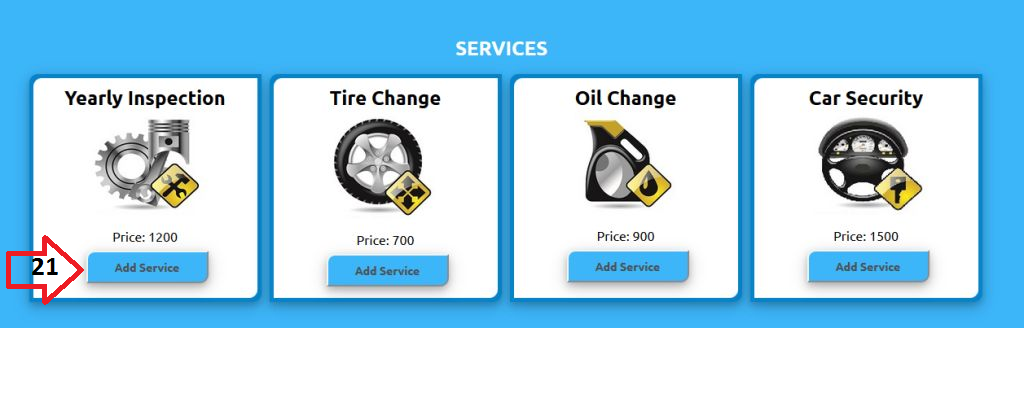 SERVICES
Yearly Inspection
Price: 1200
21
Add Service
Tire Change
Price: 700
Add Service
Oil Change
Price: 900
Add Service
Car Security
Price: 1500
Add Service